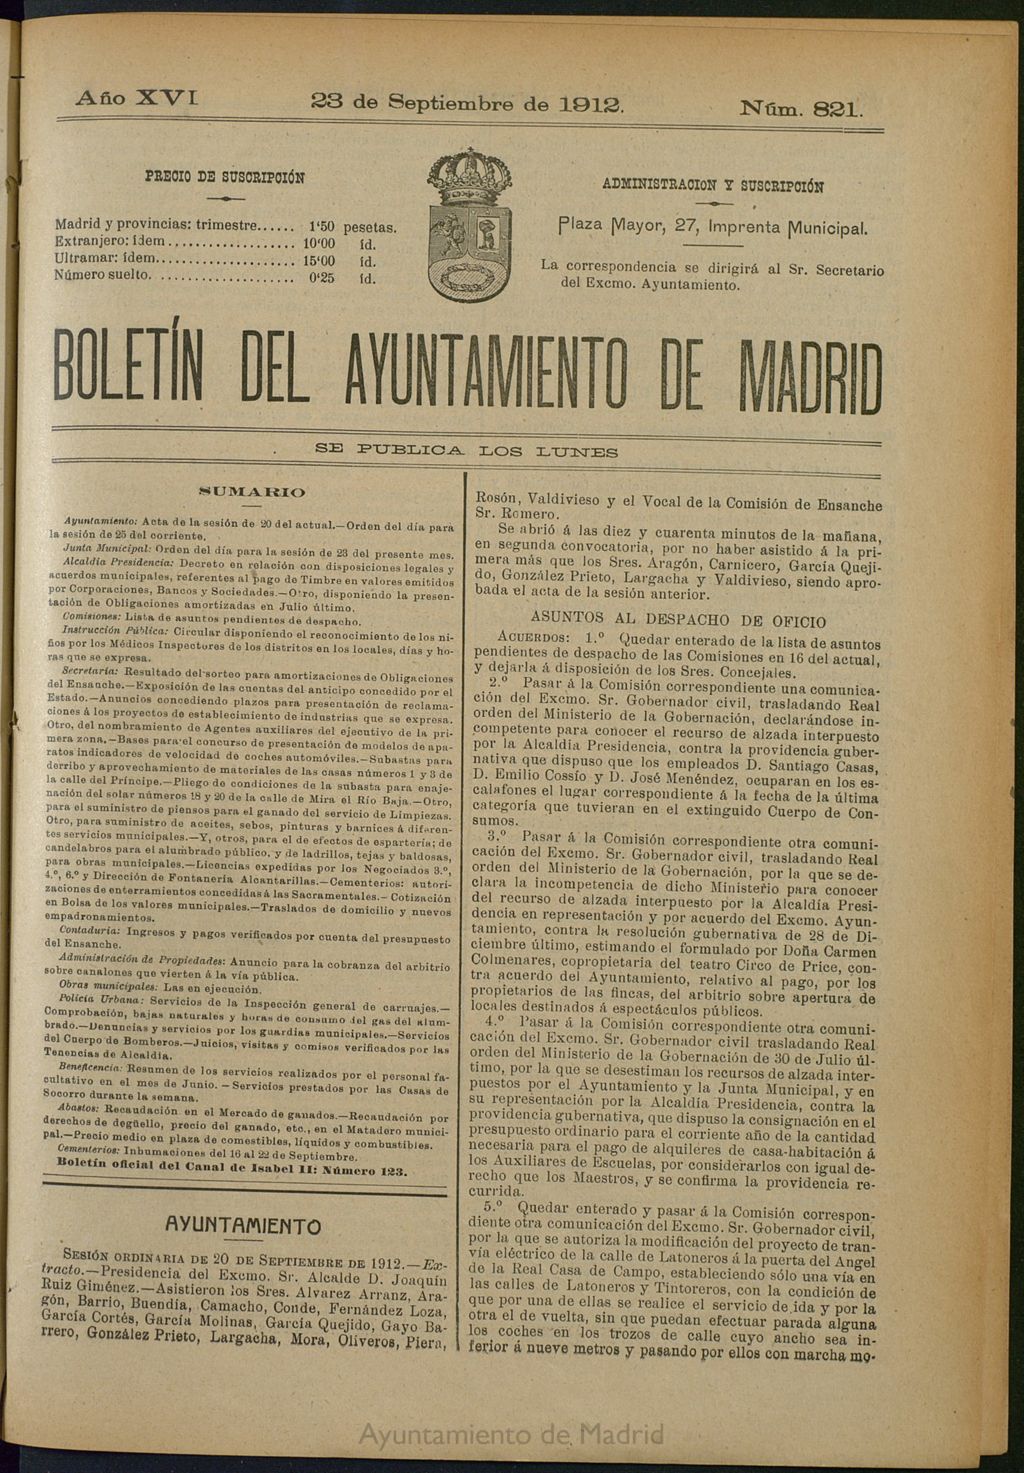 Año XVI
23 de Septiembre de 1912.
Núm. 821.
PRECIO DE SUSCRIPCIÓN
Madrid y provincias: trimestre...... 1'50 pesetas.
Extranjero: ídem.................. 10'00 íd.
Ultramar: ídem.................... 15'00 íd.
Número suelto.................... 0'25 íd.
ADMINISTRACION Y SUSCRIPCIÓN
Plaza Mayor, 27, Imprenta Municipal.
La correspondencia se dirigirá al Sr. Secretario
del Excmo. Ayuntamiento.
BOLETÍN DEL AYUNTAMIENTO DE MADRID
SE PUBLICA LOS LUNES
SUMARIO
Ayuntamiento: Acta de la sesión de 20 del actual.—Orden del día para
la sesión de 25 del corriente.
Junta Municipal: Orden del día para la sesión de 23 del presente mes.
Alcaldía Presidencia: Decreto en relación con disposiciones legales y
acuerdos municipales, referentes al pago de Timbre en valores emitidos
por Corporaciones, Bancos y Sociedades.—Otro, disponiendo la presen-
tación de Obligaciones amortizadas en Julio último.
Comisiones: Lista de asuntos pendientes de despacho.
Instrucción Pública: Circular disponiendo el reconocimiento de los ni-
ños por los Médicos Inspectores de los distritos en los locales, días y ho-
ras que se expresa.
Secretaría: Resultado del sorteo para amortizaciones de Obligaciones
del Ensanche.—Exposición de las cuentas del anticipo concedido por el
Estado.—Anuncios concediendo plazos para presentación de reclama-
ciones á los proyectos de establecimiento de industrias que se expresa.
Otro, del nombramiento de Agentes auxiliares del ejecutivo de la pri-
mera zona.—Bases para el concurso de presentación de modelos de apa-
ratos indicadores de velocidad de coches automóviles.—Subastas para
derribo y aprovechamiento de materiales de las casas números 1 y 3 de
la calle del Príncipe.—Pliego de condiciones de la subasta para enaje-
nación del solar números 18 y 20 de la calle de Mira el Río Baja.—Otro,
para el suministro de piensos para el ganado del servicio de Limpiezas.
Otro, para suministro de aceites, sebos, pinturas y barnices á diferen-
tes servicios municipales.—Y, otros, para el de efectos de espartería; de
candelabros para el alumbrado público, y de ladrillos, tejas y baldosas,
para obras municipales.—Licencias expedidas por los Negociados 3.º,
4.º, 6.º y Dirección de Fontanería Alcantarillas.—Cementerios: autori-
zaciones de enterramientos concedidas á las Sacramentales.—Cotización
en Bolsa de los valores municipales.—Traslados de domicilio y nuevos
empadronamientos.
Contaduría: Ingresos y pagos verificados por cuenta del presupuesto
del Ensanche.
Administración de Propiedades: Anuncio para la cobranza del arbitrio
sobre canalones que vierten á la vía pública.
Obras municipales: Las en ejecución.
Policía Urbana: Servicios de la Inspección general de carruajes.—
Comprobación, bajas naturales y horas de consumo del gas del alum-
brado.—Denuncias y servicios por los guardias municipales.—Servicios
del Cuerpo de Bomberos.—Juicios, visitas y comisos verificados por las
Tenencias de Alcaldía.
Beneficencia: Resumen de los servicios realizados por el personal fa-
cultativo en el mes de Junio.—Servicios prestados por las Casas de
Socorro durante la semana.
Abastos: Recaudación en el Mercado de ganados.—Recaudación por
derechos de degüello, precio del ganado, etc., en el Matadero munici-
pal.—Precio medio en plaza de comestibles, líquidos y combustibles.
Cementerios: Inhumaciones del 16 al 22 de Septiembre.
Boletín oficial del Canal de Isabel II: Número 123.
AYUNTAMIENTO
SESIÓN ORDINARIA DE 20 DE SEPTIEMBRE DE 1912.—Ex-
tracto.—Presidencia del Excmo. Sr. Alcalde D. Joaquín
Ruiz Giménez.—Asistieron los Sres. Alvarez Arranz, Ara-
gón, Barrio, Buendía, Camacho, Conde, Fernández Loza,
García Cortés, García Molinas, García Quejido, Gayo Ba-
rrero, González Prieto, Largacha, Mora, Oliveros, Piera,
Rosón, Valdivieso y el Vocal de la Comisión de Ensanche
Sr. Romero.
Se abrió á las diez y cuarenta minutos de la mañana,
en segunda convocatoria, por no haber asistido á la pri-
mera más que los Sres. Aragón, Carnicero, García Queji-
do, González Prieto, Largacha y Valdivieso, siendo apro-
bada el acta de la sesión anterior.
ASUNTOS AL DESPACHO DE OFICIO
ACUERDOS: 1.º Quedar enterado de la lista de asuntos
pendientes de despacho de las Comisiones en 16 del actual,
y dejarla á disposición de los Sres. Concejales.
2.º Pasar á la Comisión correspondiente una comunica-
ción del Excmo. Sr. Gobernador civil, trasladando Real
orden del Ministerio de la Gobernación, declarándose in-
competente para conocer el recurso de alzada interpuesto
por la Alcaldía Presidencia, contra la providencia guber-
nativa que dispuso que los empleados D. Santiago Casas,
D. Emilio Cossío y D. José Menéndez, ocuparan en los es-
calafones el lugar correspondiente á la fecha de la última
categoría que tuvieran en el extinguido Cuerpo de Con-
sumos.
3.º Pasar á la Comisión correspondiente otra comuni-
cación del Excmo. Sr. Gobernador civil, trasladando Real
orden del Ministerio de la Gobernación, por la que se de-
clara la incompetencia de dicho Ministerio para conocer
del recurso de alzada interpuesto por la Alcaldía Presi-
dencia en representación y por acuerdo del Excmo. Ayun-
tamiento, contra la resolución gubernativa de 28 de Di-
ciembre último, estimando el formulado por Doña Carmen
Colmenares, copropietaria del teatro Circo de Price, con-
tra acuerdo del Ayuntamiento, relativo al pago, por los
propietarios de las fincas, del arbitrio sobre apertura de
locales destinados á espectáculos públicos.
4.º Pasar á la Comisión correspondiente otra comuni-
cación del Excmo. Sr. Gobernador civil trasladando Real
orden del Ministerio de la Gobernación de 30 de Julio úl-
timo, por la que se desestiman los recursos de alzada inter-
puestos por el Ayuntamiento y la Junta Municipal, y en
su representación por la Alcaldía Presidencia, contra la
providencia gubernativa, que dispuso la consignación en el
presupuesto ordinario para el corriente año de la cantidad
necesaria para el pago de alquileres de casa-habitación á
los Auxiliares de Escuelas, por considerarlos con igual de-
recho que los Maestros, y se confirma la providencia re-
currida.
5.º Quedar enterado y pasar á la Comisión correspon-
diente otra comunicación del Excmo. Sr. Gobernador civil,
por la que se autoriza la modificación del proyecto de tran-
vía eléctrico de la calle de Latoneros á la puerta del Angel
de la Real Casa de Campo, estableciendo sólo una vía en
las calles de Latoneros y Tintoreros, con la condición de
que por una de ellas se realice el servicio de ida y por la
otra el de vuelta, sin que puedan efectuar parada alguna
los coches en los trozos de calle cuyo ancho sea in-
ferior á nueve metros y pasando por ellos con marcha mo-
Ayuntamiento de Madrid